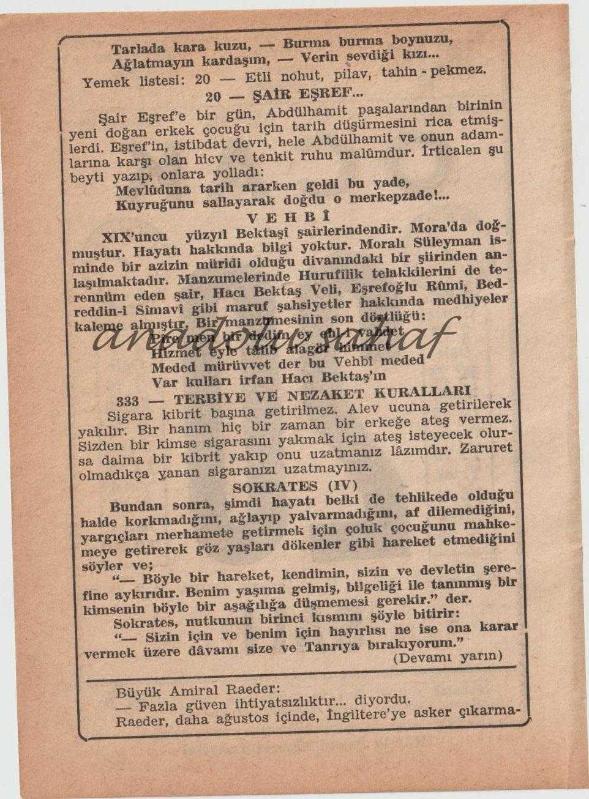 Tarlada kara kuzu, — Burma burma boynuzu,
Ağlatmayın kardaşım, — Verin sevdiği kızı...
Yemek listesi: 20 — Etli nohut, pilav, tahin - pekmez.
20 — ŞAİR EŞREF...
Şair Eşref'e bir gün, Abdülhamit paşalarından birinin
yeni doğan erkek çocuğu için tarih düşürmesini rica etmiş-
lerdi. Eşref'in, istibdat devri, hele Abdülhamit ve onun adam-
larına karşı olan hicv ve tenkit ruhu malûmdur. İrticalen şu
beyti yazıp, onlara yolladı:
Mevlûduna tarih ararken geldi bu yade,
Kuyruğunu sallayarak doğdu o merkepzade!...
VEHBİ
XIX'uncu yüzyıl Bektaşi şairlerindendir. Mora'da doğ-
muştur. Hayatı hakkında bilgi yoktur. Moralı Süleyman is-
minde bir azizin müridi olduğu divanındaki bir şiirinden an-
laşılmaktadır. Manzumelerinde Hurufîlik telakkilerini de te-
rennüm eden şair, Hacı Bektaş Veli, Eşrefoğlu Rûmi, Bed-
reddin-i Simavî gibi maruf şahsiyetler hakkında medhiyeler
kaleme almıştır. Bir manzumesinin son dörtlüğü:
anadolu sahaf
Hizmet eyle
Meded mürüvvet der bu Vehbî meded
Var kulları irfan Hacı Bektaş'ın
333 — TERBİYE VE NEZAKET KURALLARI
Sigara kibrit başına getirilmez. Alev ucuna getirilerek
yakılır. Bir hanım hiç bir zaman bir erkeğe ateş vermez.
Sizden bir kimse sigarasını yakmak için ateş isteyecek olur-
sa daima bir kibrit yakıp onu uzatmanız lâzımdır. Zaruret
olmadıkça yanan sigaranızı uzatmayınız.
SOKRATES (IV)
Bundan sonra, şimdi hayatı belki de tehlikede olduğu
halde korkmadığını, ağlayıp yalvarmadığını, af dilemediğini,
yargıçları merhamete getirmek için çoluk çocuğunu mahke-
meye getirerek göz yaşları dökenler gibi hareket etmediğini
söyler ve;
"— Böyle bir hareket, kendimin, sizin ve devletin şere-
fine aykırıdır. Benim yaşıma gelmiş, bilgeliği ile tanınmış bir
kimsenin böyle bir aşağılığa düşmemesi gerekir." der.
Sokrates, nutkunun birinci kısmını şöyle bitirir:
"— Sizin için ve benim için hayırlısı ne ise ona karar
vermek üzere dâvamı size ve Tanrıya bırakıyorum."
(Devamı yarın)
Büyük Amiral Raeder:
— Fazla güven ihtiyatsızlıktır... diyordu.
Raeder, daha ağustos içinde, İngiltere'ye asker çıkarma-